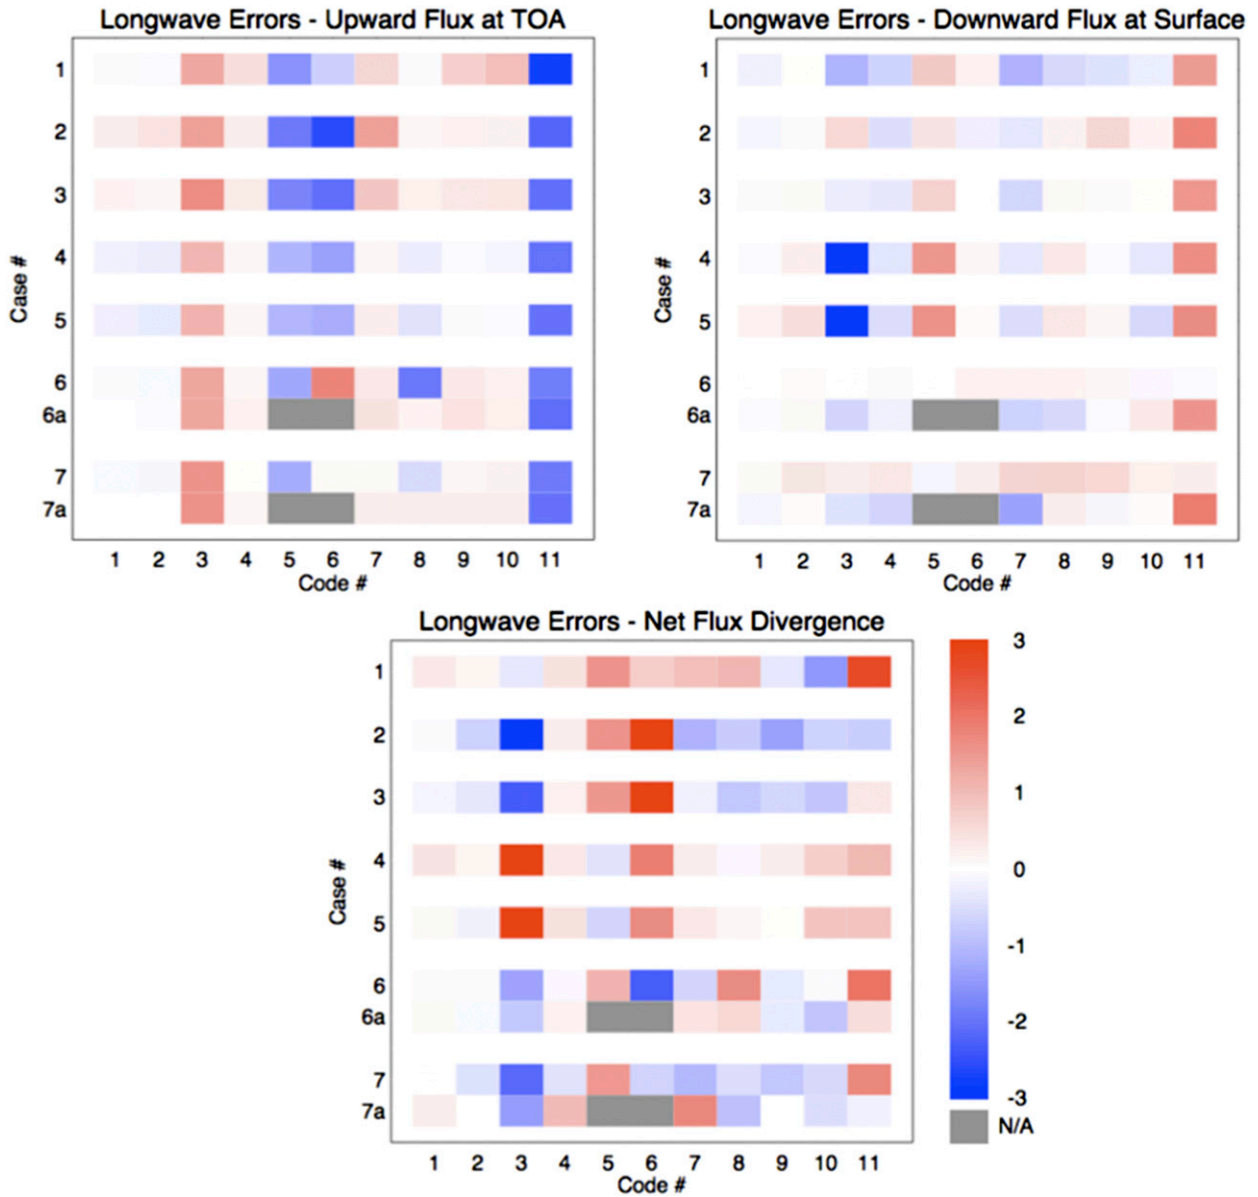 Longwave Errors - Upward Flux at TOA
Case #
1
2
3
4
5
6
6a
7
7a
1 2 3 4 5 6 7 8 9 10 11
Code #
Longwave Errors - Downward Flux at Surface
Case #
1
2
3
4
5
6
6a
7
7a
1 2 3 4 5 6 7 8 9 10 11
Code #
Longwave Errors - Net Flux Divergence
Case #
1
2
3
4
5
6
6a
7
7a
1 2 3 4 5 6 7 8 9 10 11
Code #
3
2
1
0
-1
-2
-3
N/A